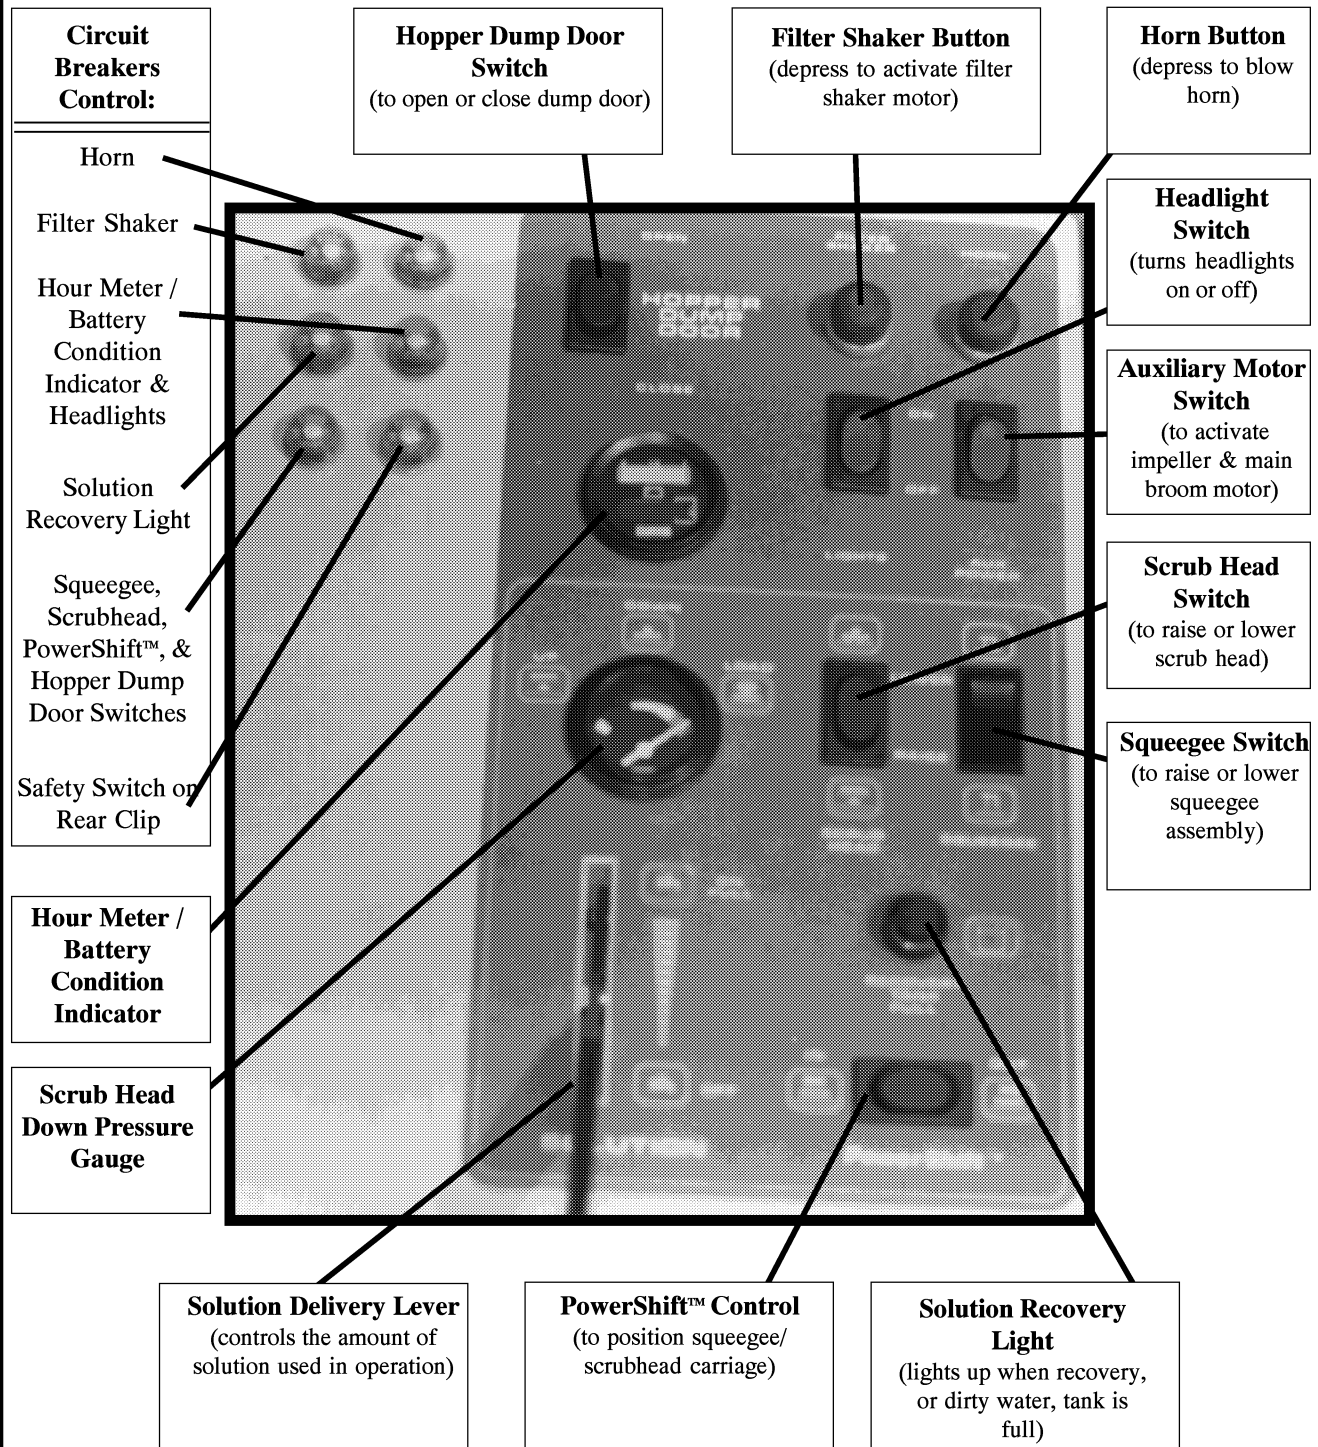 Circuit
Breakers
Control:
Horn
Filter Shaker
Hour Meter /
Battery
Condition
Indicator &
Headlights
Solution
Recovery Light
Squeegee,
Scrubhead,
PowerShift™, &
Hopper Dump
Door Switches
Safety Switch on
Rear Clip
Hour Meter /
Battery
Condition
Indicator
Scrub Head
Down Pressure
Gauge
Hopper Dump Door
Switch
(to open or close dump door)
Filter Shaker Button
(depress to activate filter
shaker motor)
Horn Button
(depress to blow
horn)
Headlight
Switch
(turns headlights
on or off)
Auxiliary Motor
Switch
(to activate
impeller & main
broom motor)
Scrub Head
Switch
(to raise or lower
scrub head)
Squeegee Switch
(to raise or lower
squeegee
assembly)
OPEN
HOPPER
DUMP
DOOR
CLOSE
OFF
LIGHTS
SOLUTION
PowerShift
Solution Delivery Lever
(controls the amount of
solution used in operation)
PowerShift™ Control
(to position squeegee/
scrubhead carriage)
Solution Recovery
Light
(lights up when recovery,
or dirty water, tank is
full)